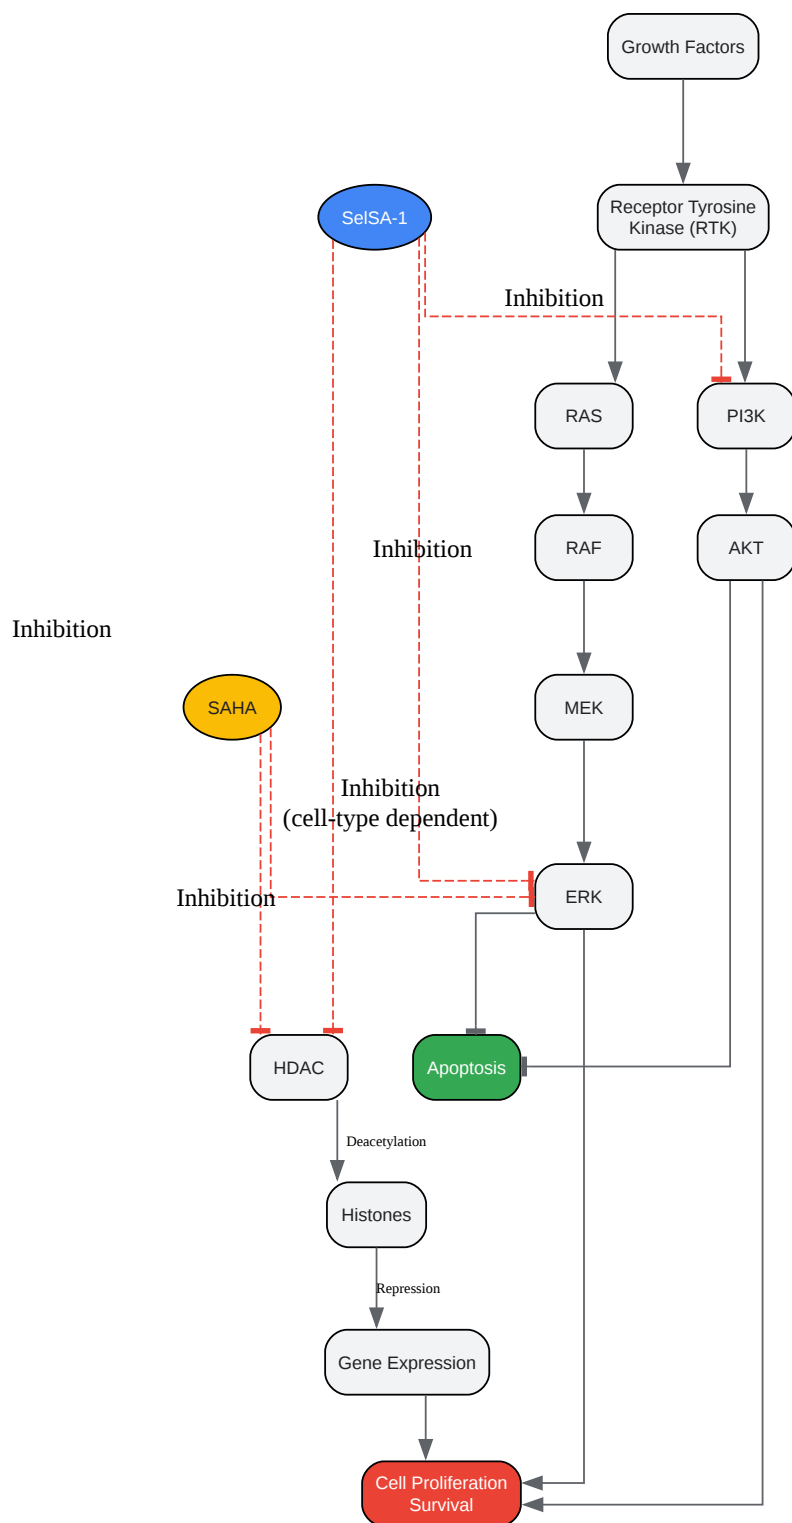 Growth Factors
SelSA-1
Receptor Tyrosine
Kinase (RTK)
Inhibition
RAS
PI3K
Inhibition
RAF
AKT
Inhibition
SAHA
MEK
Inhibition
(cell-type dependent)
Inhibition
ERK
HDAC
Apoptosis
Deacetylation
Histones
Repression
Gene Expression
Cell Proliferation
Survival